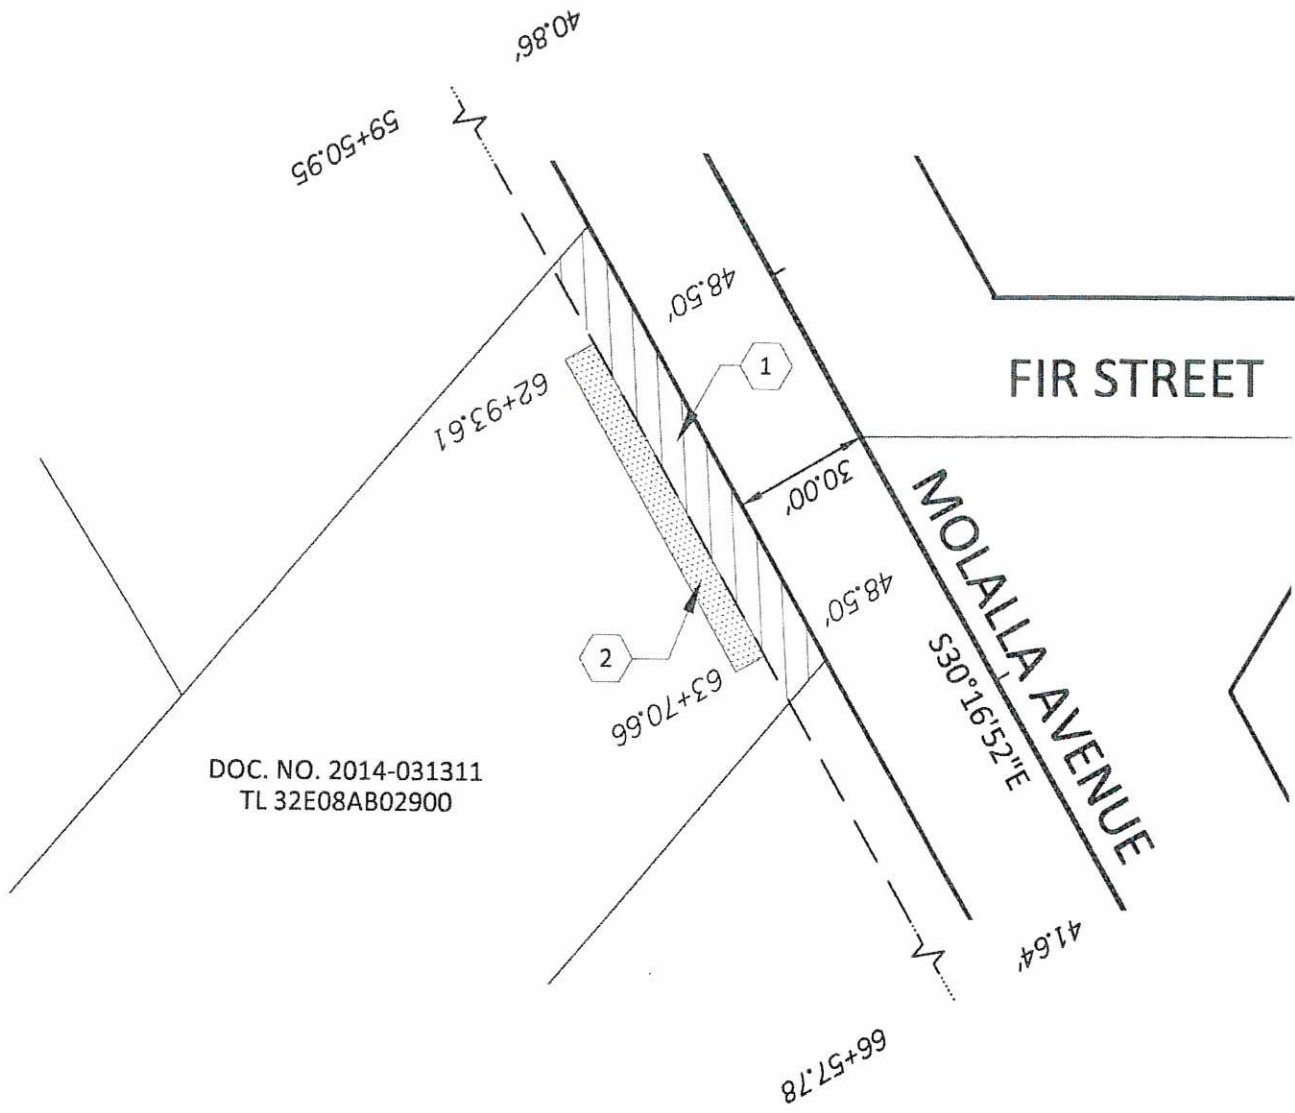 40.86'
59+50.95
48.50'
1
FIR STREET
62+93.61
30.00'
MOLALLA AVENUE
S30°16'52"E
48.50'
2
63+70.66
DOC. NO. 2014-031311
TL 32E08AB02900
41.64'
66+57.78